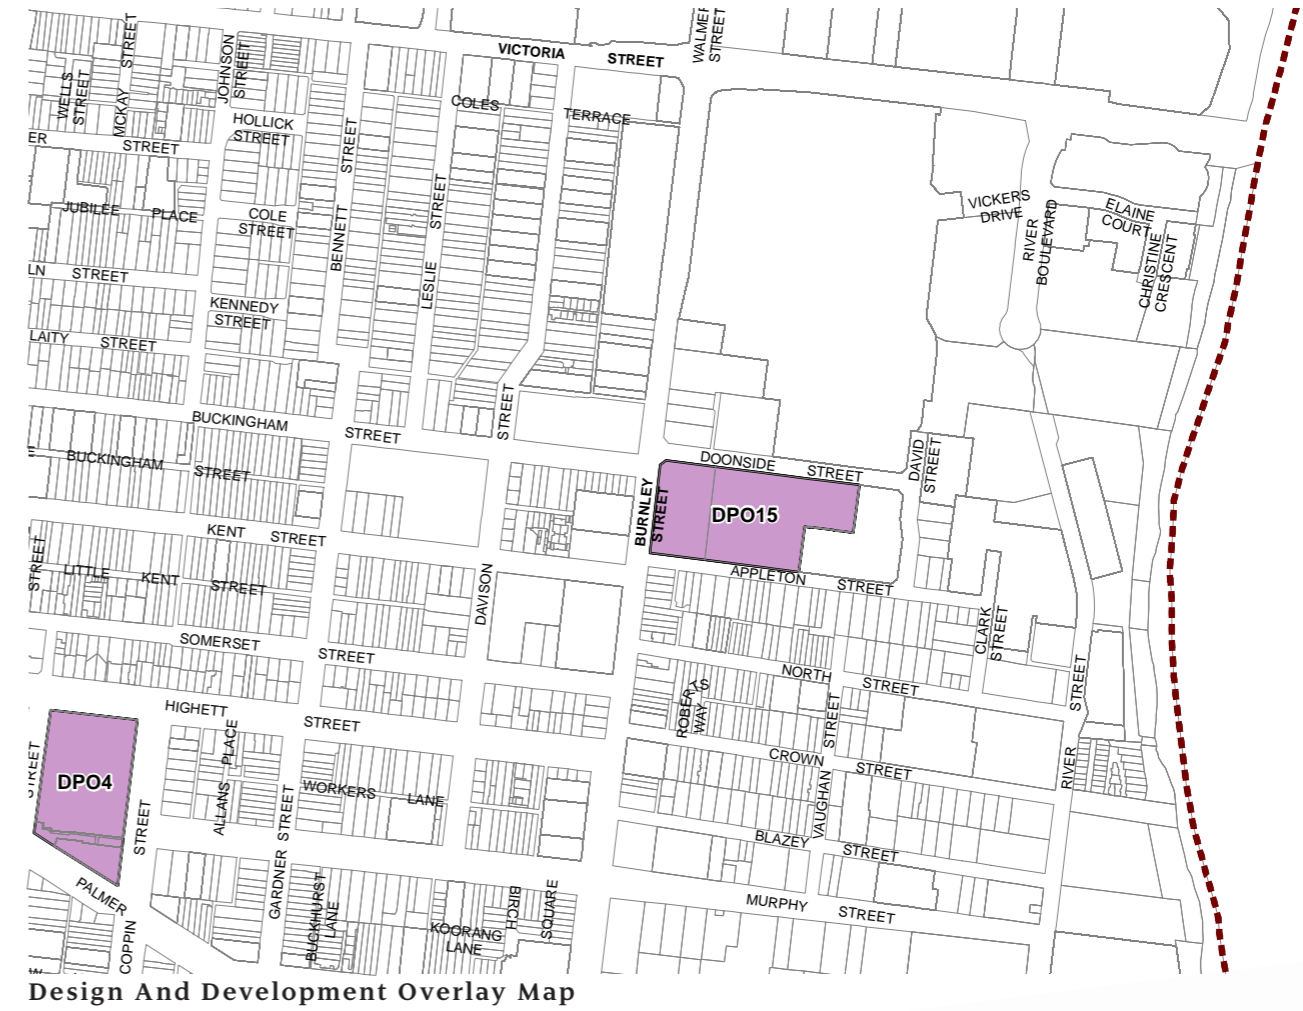 WALMER
STREET
VICTORIA STREET
STREET
JOHNSON
STREET
WELLS
STREET
MCKAY
COLES TERRACE
HOLLICK
STREET
ER STREET
STREET
BENNETT
JUBILEE PLACE
COLE
STREET
STREET
LESLIE
VICKERS
DRIVE
RIVER
BOULEVARD
ELAINE
COURT
CHRISTINE
CRESCENT
LN STREET
KENNEDY
STREET
LAITY STREET
STREET
BUCKINGHAM STREET
BUCKINGHAM STREET
DOONSIDE STREET
DAVID
STREET
BURNLEY
STREET
DPO15
KENT STREET
STREET
LITTLE KENT STREET
DAVISON
APPLETON STREET
CLARK
STREET
SOMERSET STREET
NORTH STREET
ROBERTS
WAY
STREET
VAUGHAN
STREET
RIVER
HIGHETT STREET
PLACE
ALLANS
CROWN STREET
STREET
DPO4
WORKERS LANE
STREET
GARDNER
STREET
COPPIN
BLAZEY STREET
PALMER
BUCKHURST
LANE
BIRCH
SQUARE
KOORANG
LANE
MURPHY STREET
Design And Development Overlay Map